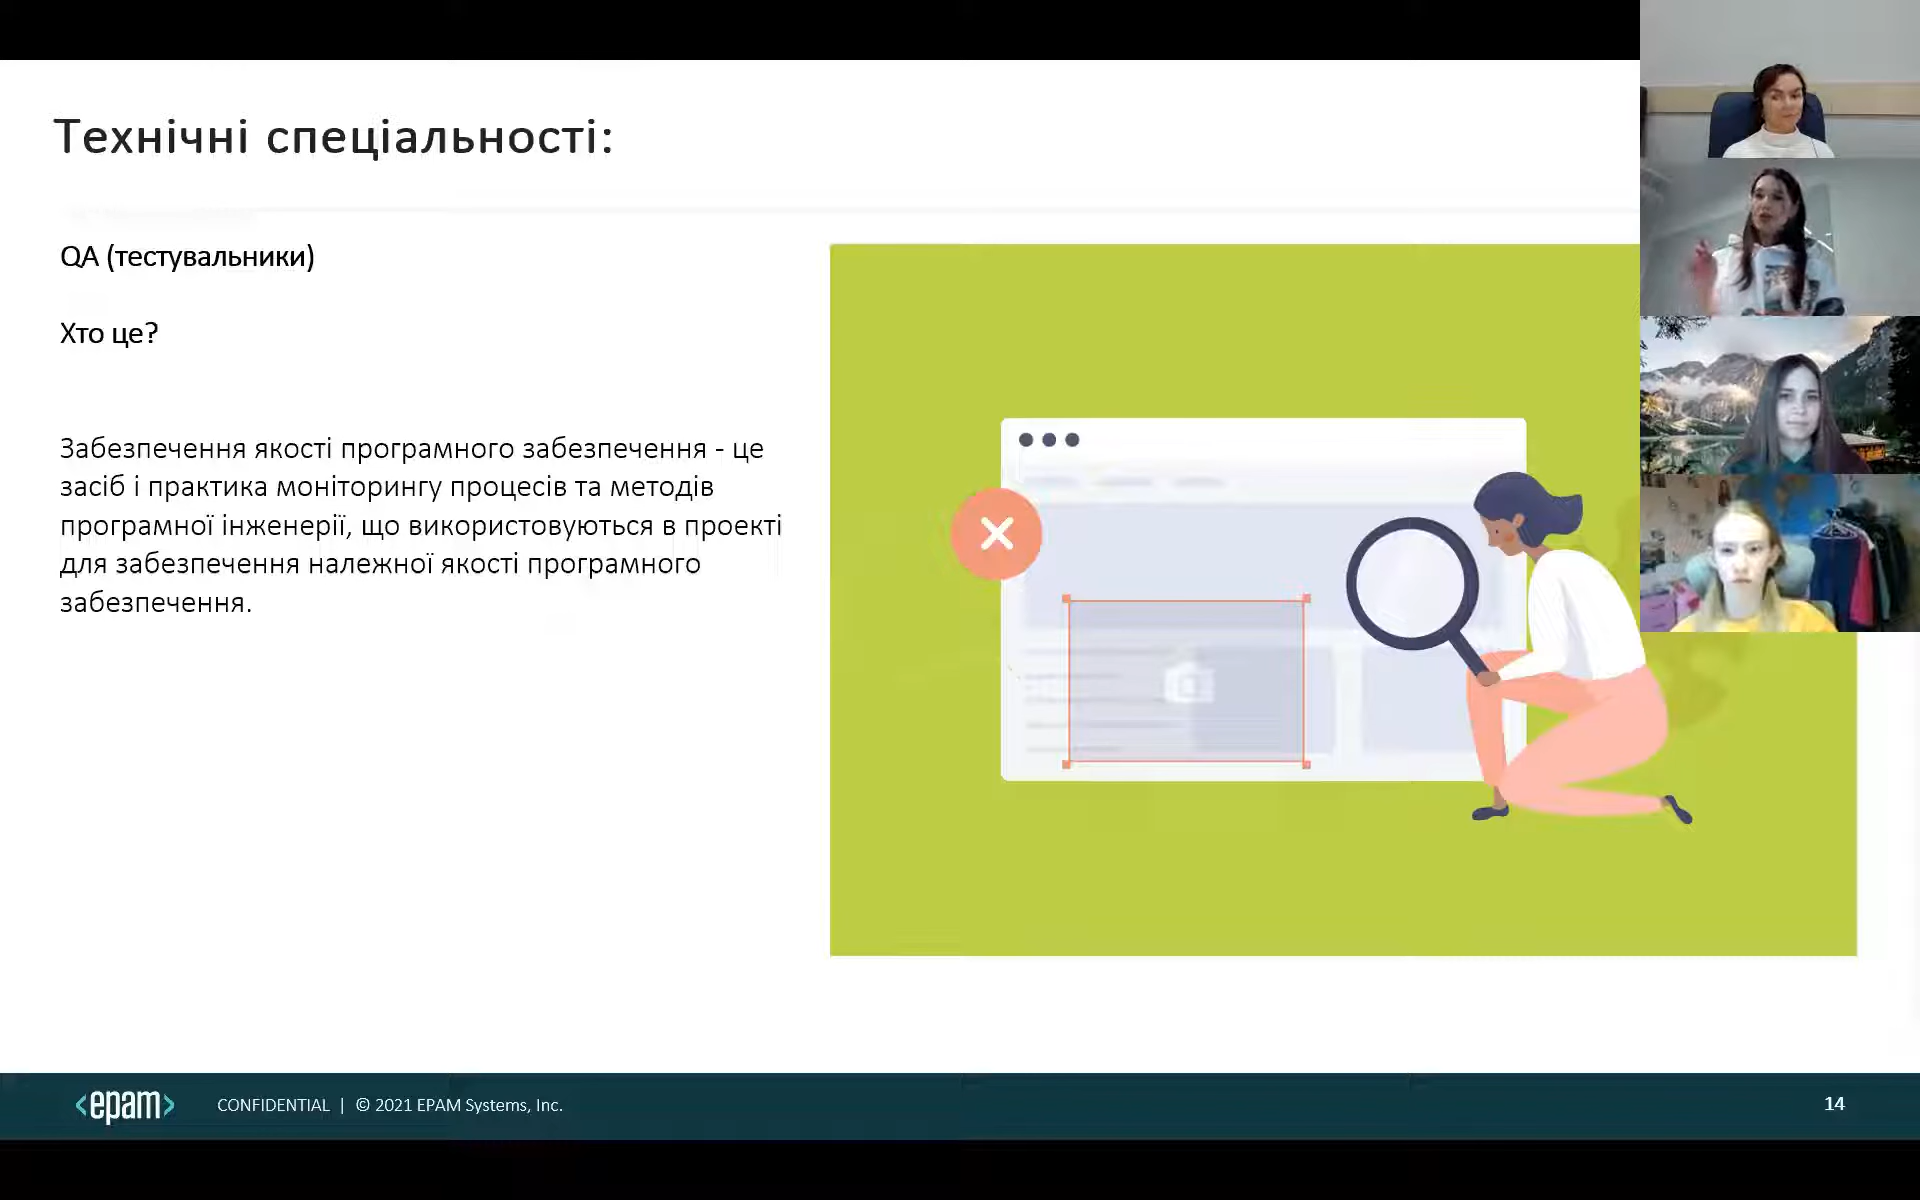 Технічні спеціальності:
QA (тестувальники)
Хто це?
Забезпечення якості програмного забезпечення - це
засіб і практика моніторингу процесів та методів
програмної інженерії, що використовуються в проекті
для забезпечення належної якості програмного
забезпечення.
<epam> CONFIDENTIAL | © 2021 EPAM Systems, Inc. 14